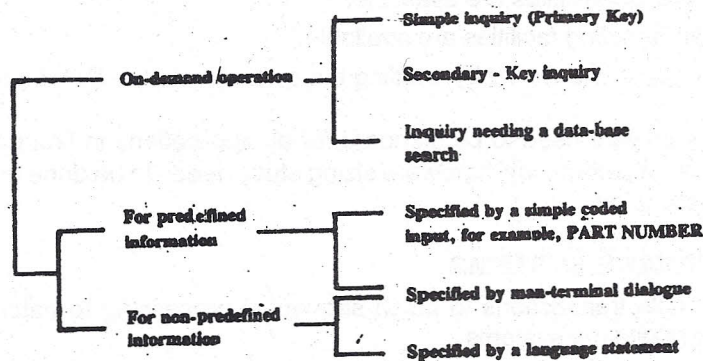 Simple inquiry (Primary Key)
On-demand operation
Secondary - Key inquiry
Inquiry needing a data-base
search
For predefined
information
Specified by a simple coded
input, for example, PART NUMBER
Specified by man-terminal dialogue
For non-predefined
information
Specified by a language statement